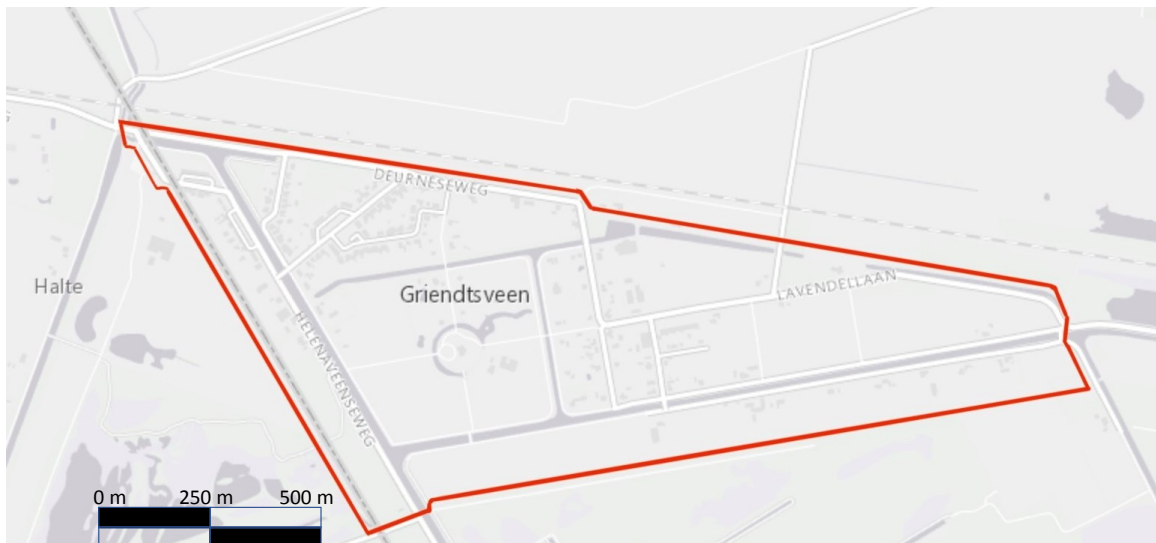 DEURNESEWEG
LAVENDELLAAN
Halte
Griendtsveen
HELENAVEENSEWEG
0 m 250 m 500 m